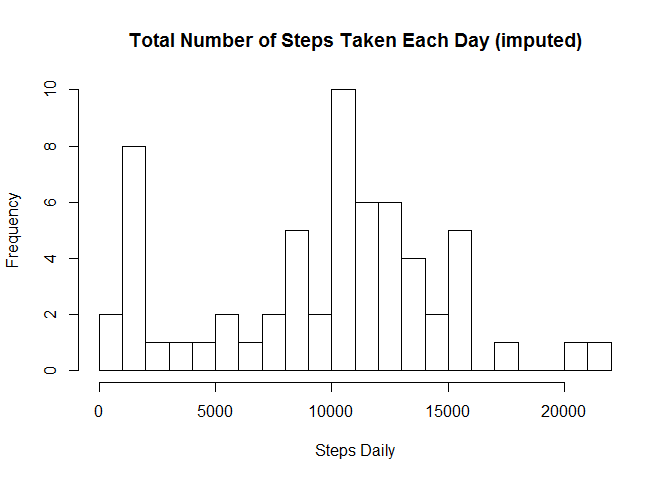 Total Number of Steps Taken Each Day (imputed)
Frequency
10
8
6
4
2
0
0 5000 10000 15000 20000
Steps Daily